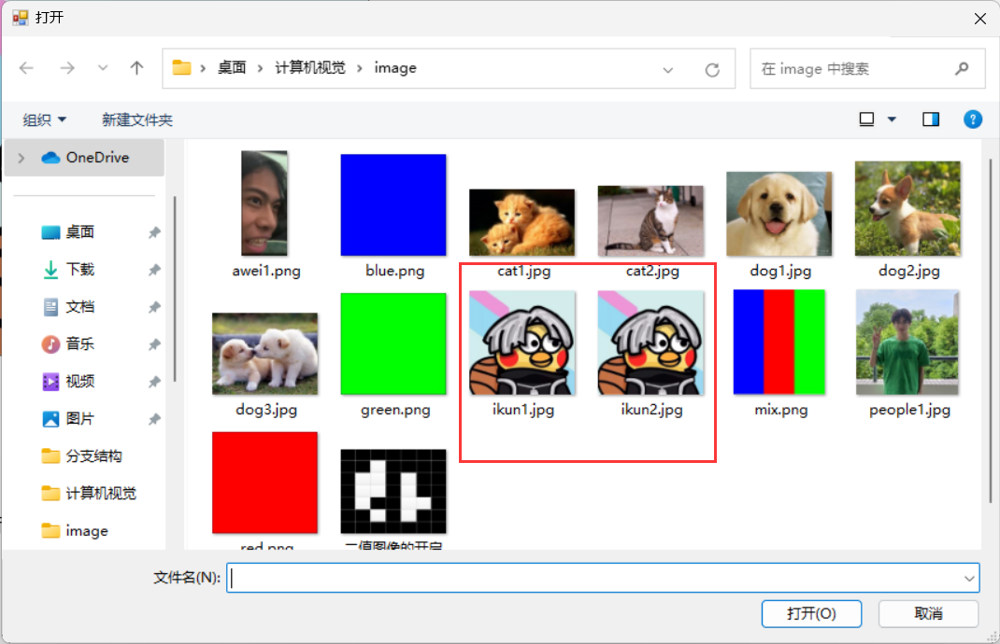 打开
桌面 > 计算机视觉 > image
在 image 中搜索
组织
新建文件夹
OneDrive
桌面
下载
文档
音乐
视频
图片
分支结构
计算机视觉
image
awei1.png
blue.png
cat1.jpg
cat2.jpg
dog1.jpg
dog2.jpg
dog3.jpg
green.png
ikun1.jpg
ikun2.jpg
mix.png
people1.jpg
red.png
二值图像的开启
文件名(N):
打开(O)
取消